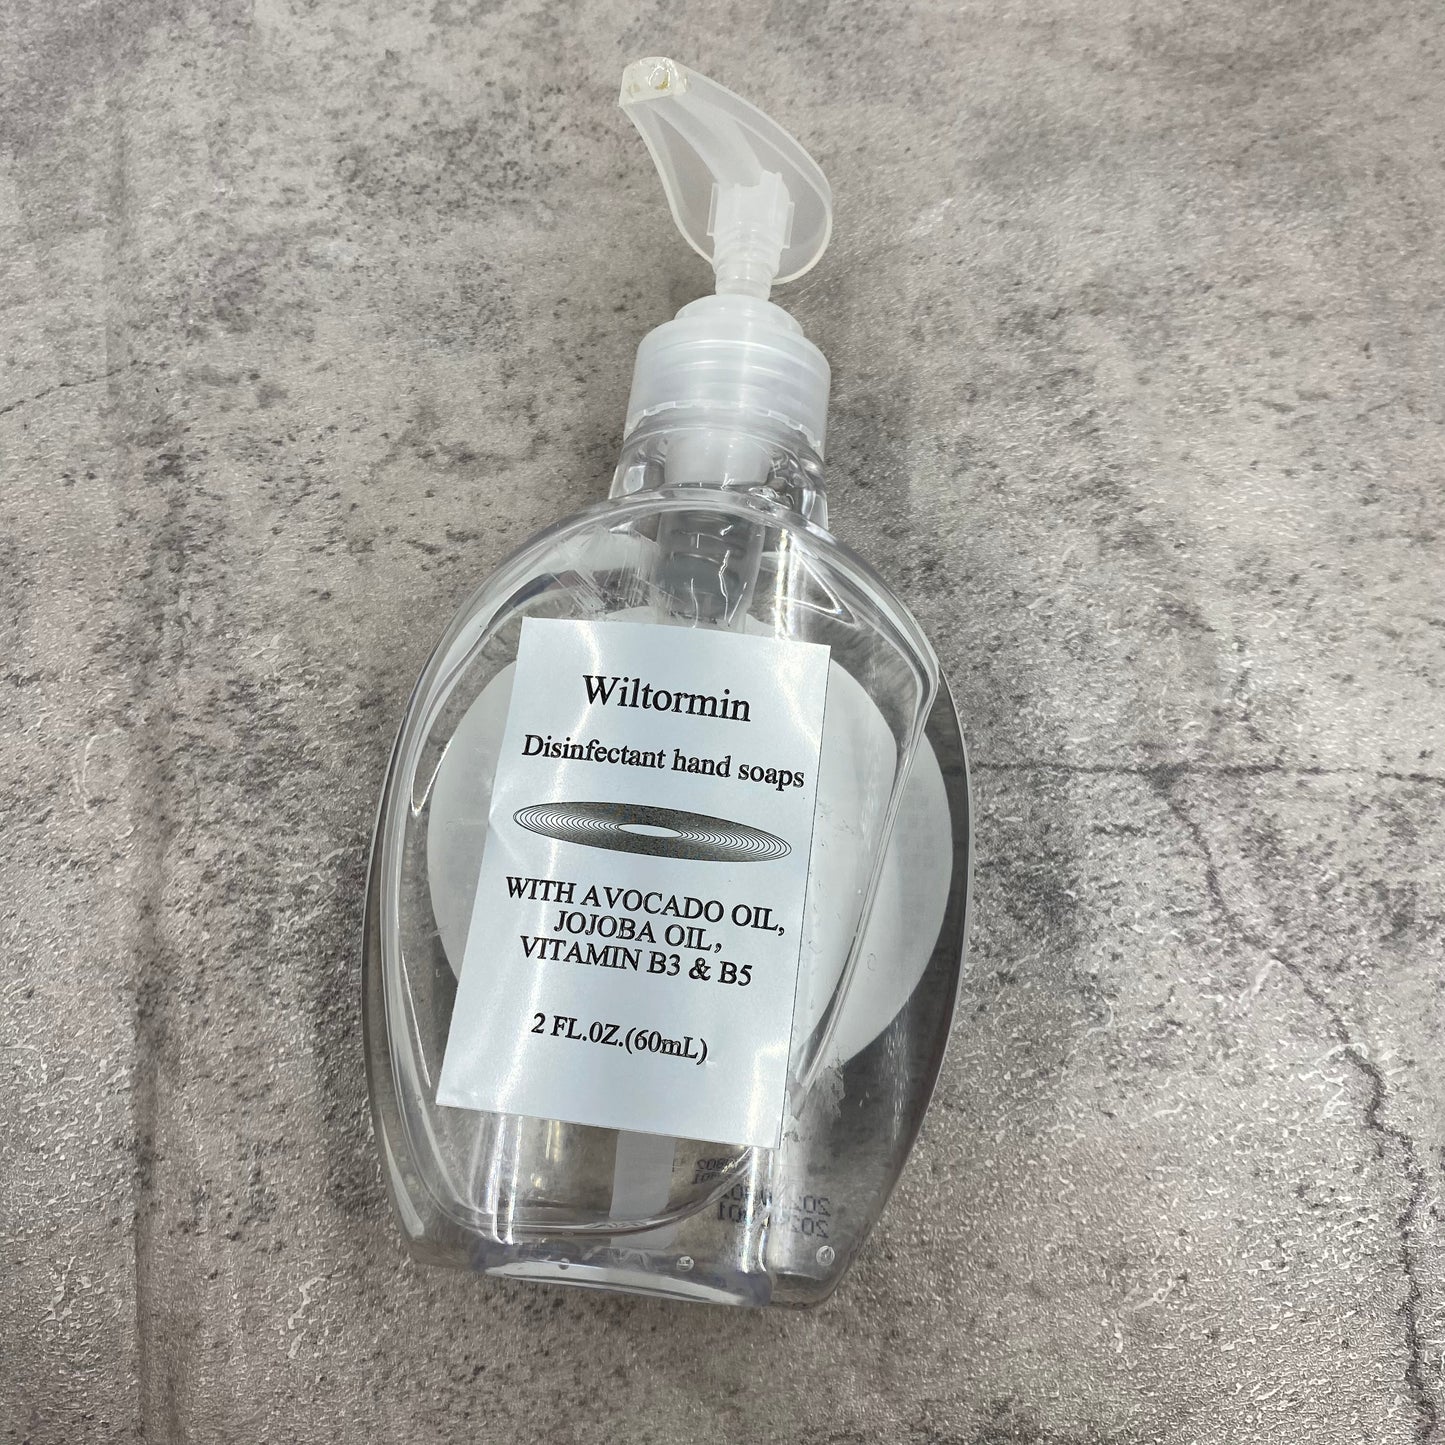 Wiltormin
Disinfectant hand soaps
WITH AVOCADO OIL,
JOJOBA OIL,
VITAMIN B3 & B5
2 FL.0Z.(60mL)